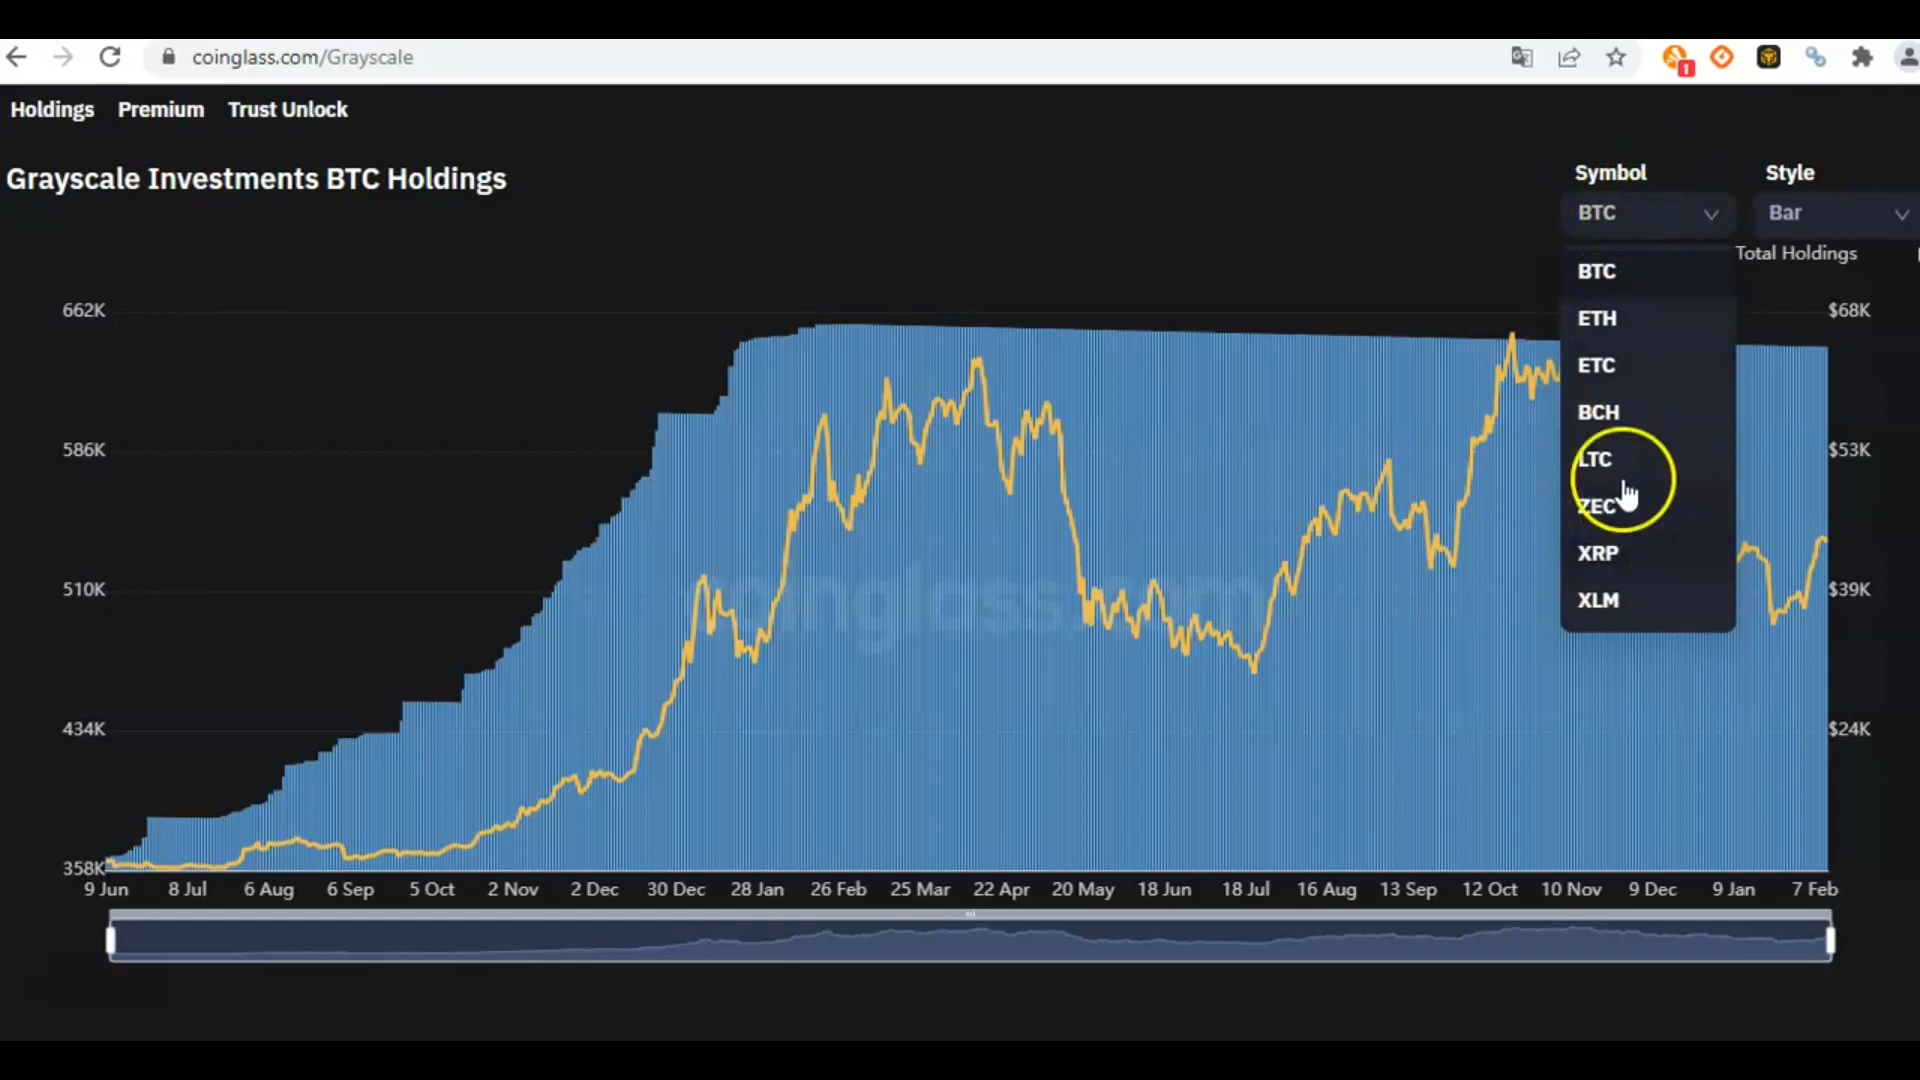 coinglass.com/Grayscale
1
Holdings Premium Trust Unlock
Grayscale Investments BTC Holdings
Symbol Style
BTC Bar
Total Holdings
BTC
ETH
ETC
BCH
LTC
ZEC
XRP
XLM
662K
586K
510K
434K
358K
$68K
$53K
$39K
$24K
coinglass.com
9 Jun 8 Jul 6 Aug 6 Sep 5 Oct 2 Nov 2 Dec 30 Dec 28 Jan 26 Feb 25 Mar 22 Apr 20 May 18 Jun 18 Jul 16 Aug 13 Sep 12 Oct 10 Nov 9 Dec 9 Jan 7 Feb